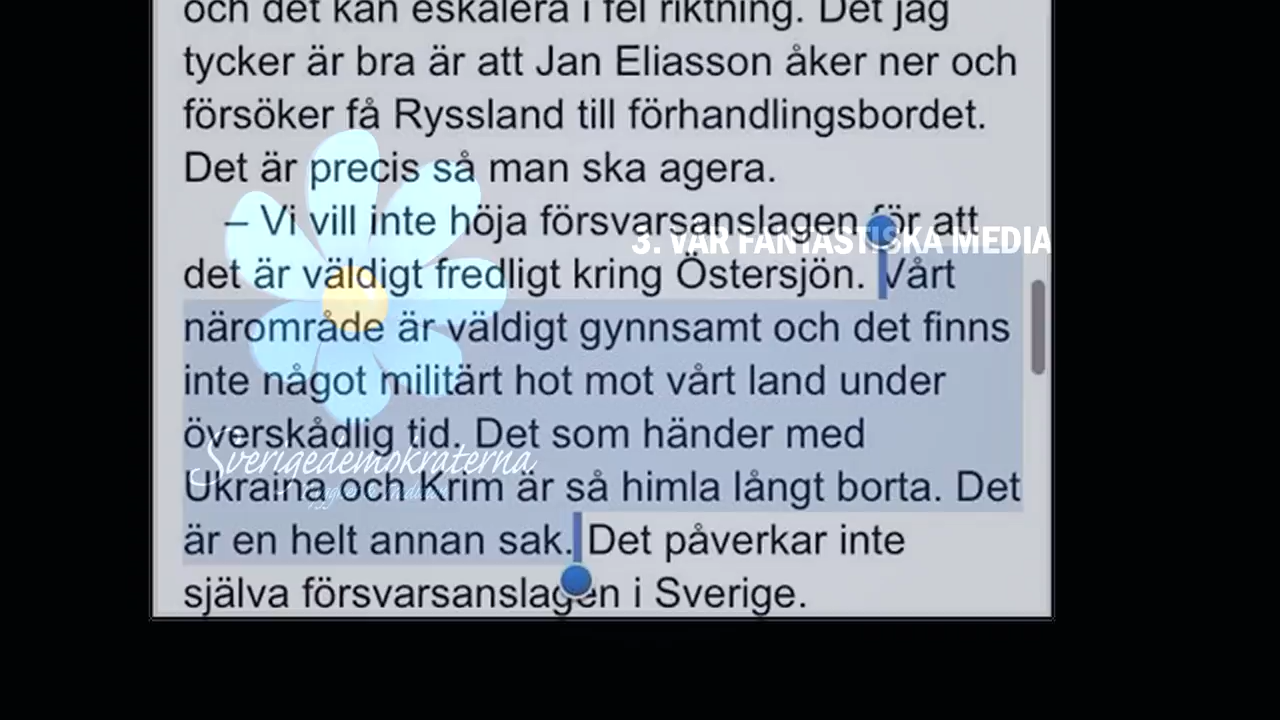 och det kan eskalera i fel riktning. Det jag
tycker är bra är att Jan Eliasson åker ner och
försöker få Ryssland till förhandlingsbordet.
Det är precis så man ska agera.
– Vi vill inte höja försvarsanslagen för att
3. VÅR FANTASTISKA MEDIA
det är väldigt fredligt kring Östersjön. Vårt
närområde är väldigt gynnsamt och det finns
inte något militärt hot mot vårt land under
överskådlig tid. Det som händer med
Sverigedemokraterna
Ukraina och Krim är så himla långt borta. Det
är en helt annan sak. Det påverkar inte
själva försvarsanslagen i Sverige.